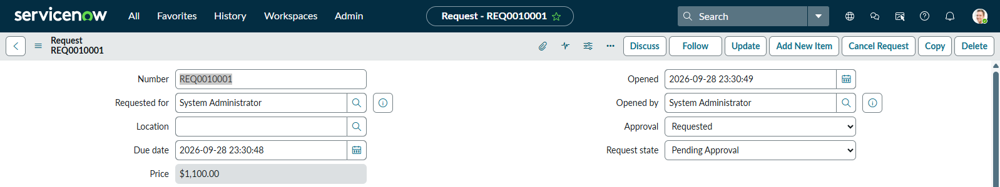 servicenow All Favorites History Workspaces Admin Request - REQ0010001 Search
Request
REQ0010001
Discuss Follow Update Add New Item Cancel Request Copy Delete
Number REQ0010001 Opened 2026-09-28 23:30:49
Requested for System Administrator Opened by System Administrator
Location Approval Requested
Due date 2026-09-28 23:30:48 Request state Pending Approval
Price $1,100.00